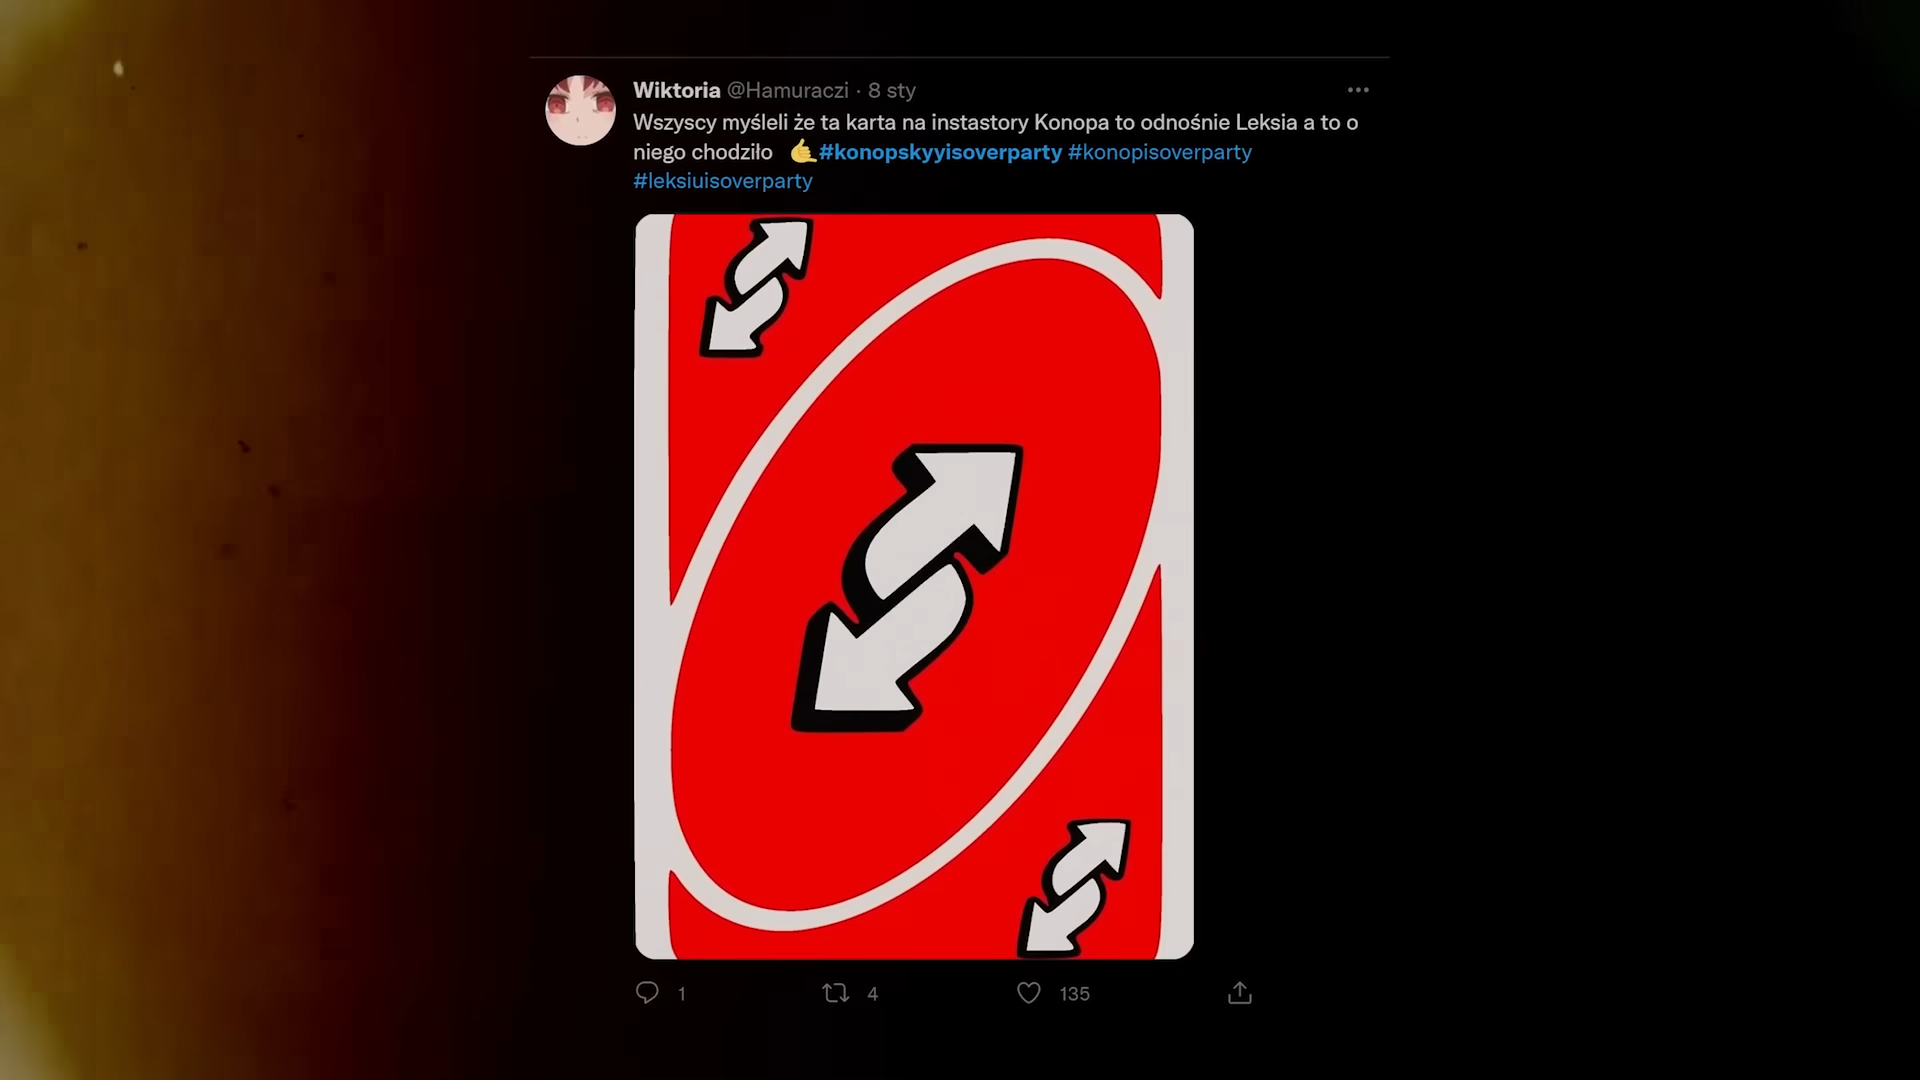 Wiktoria @Hamuraczi · 8 sty
Wszyscy myśleli że ta karta na instastory Konopa to odnośnie Leksia a to o
niego chodziło 🤙#konopskyyisoverparty #konopisoverparty
#leksiuisoverparty
1 4 135